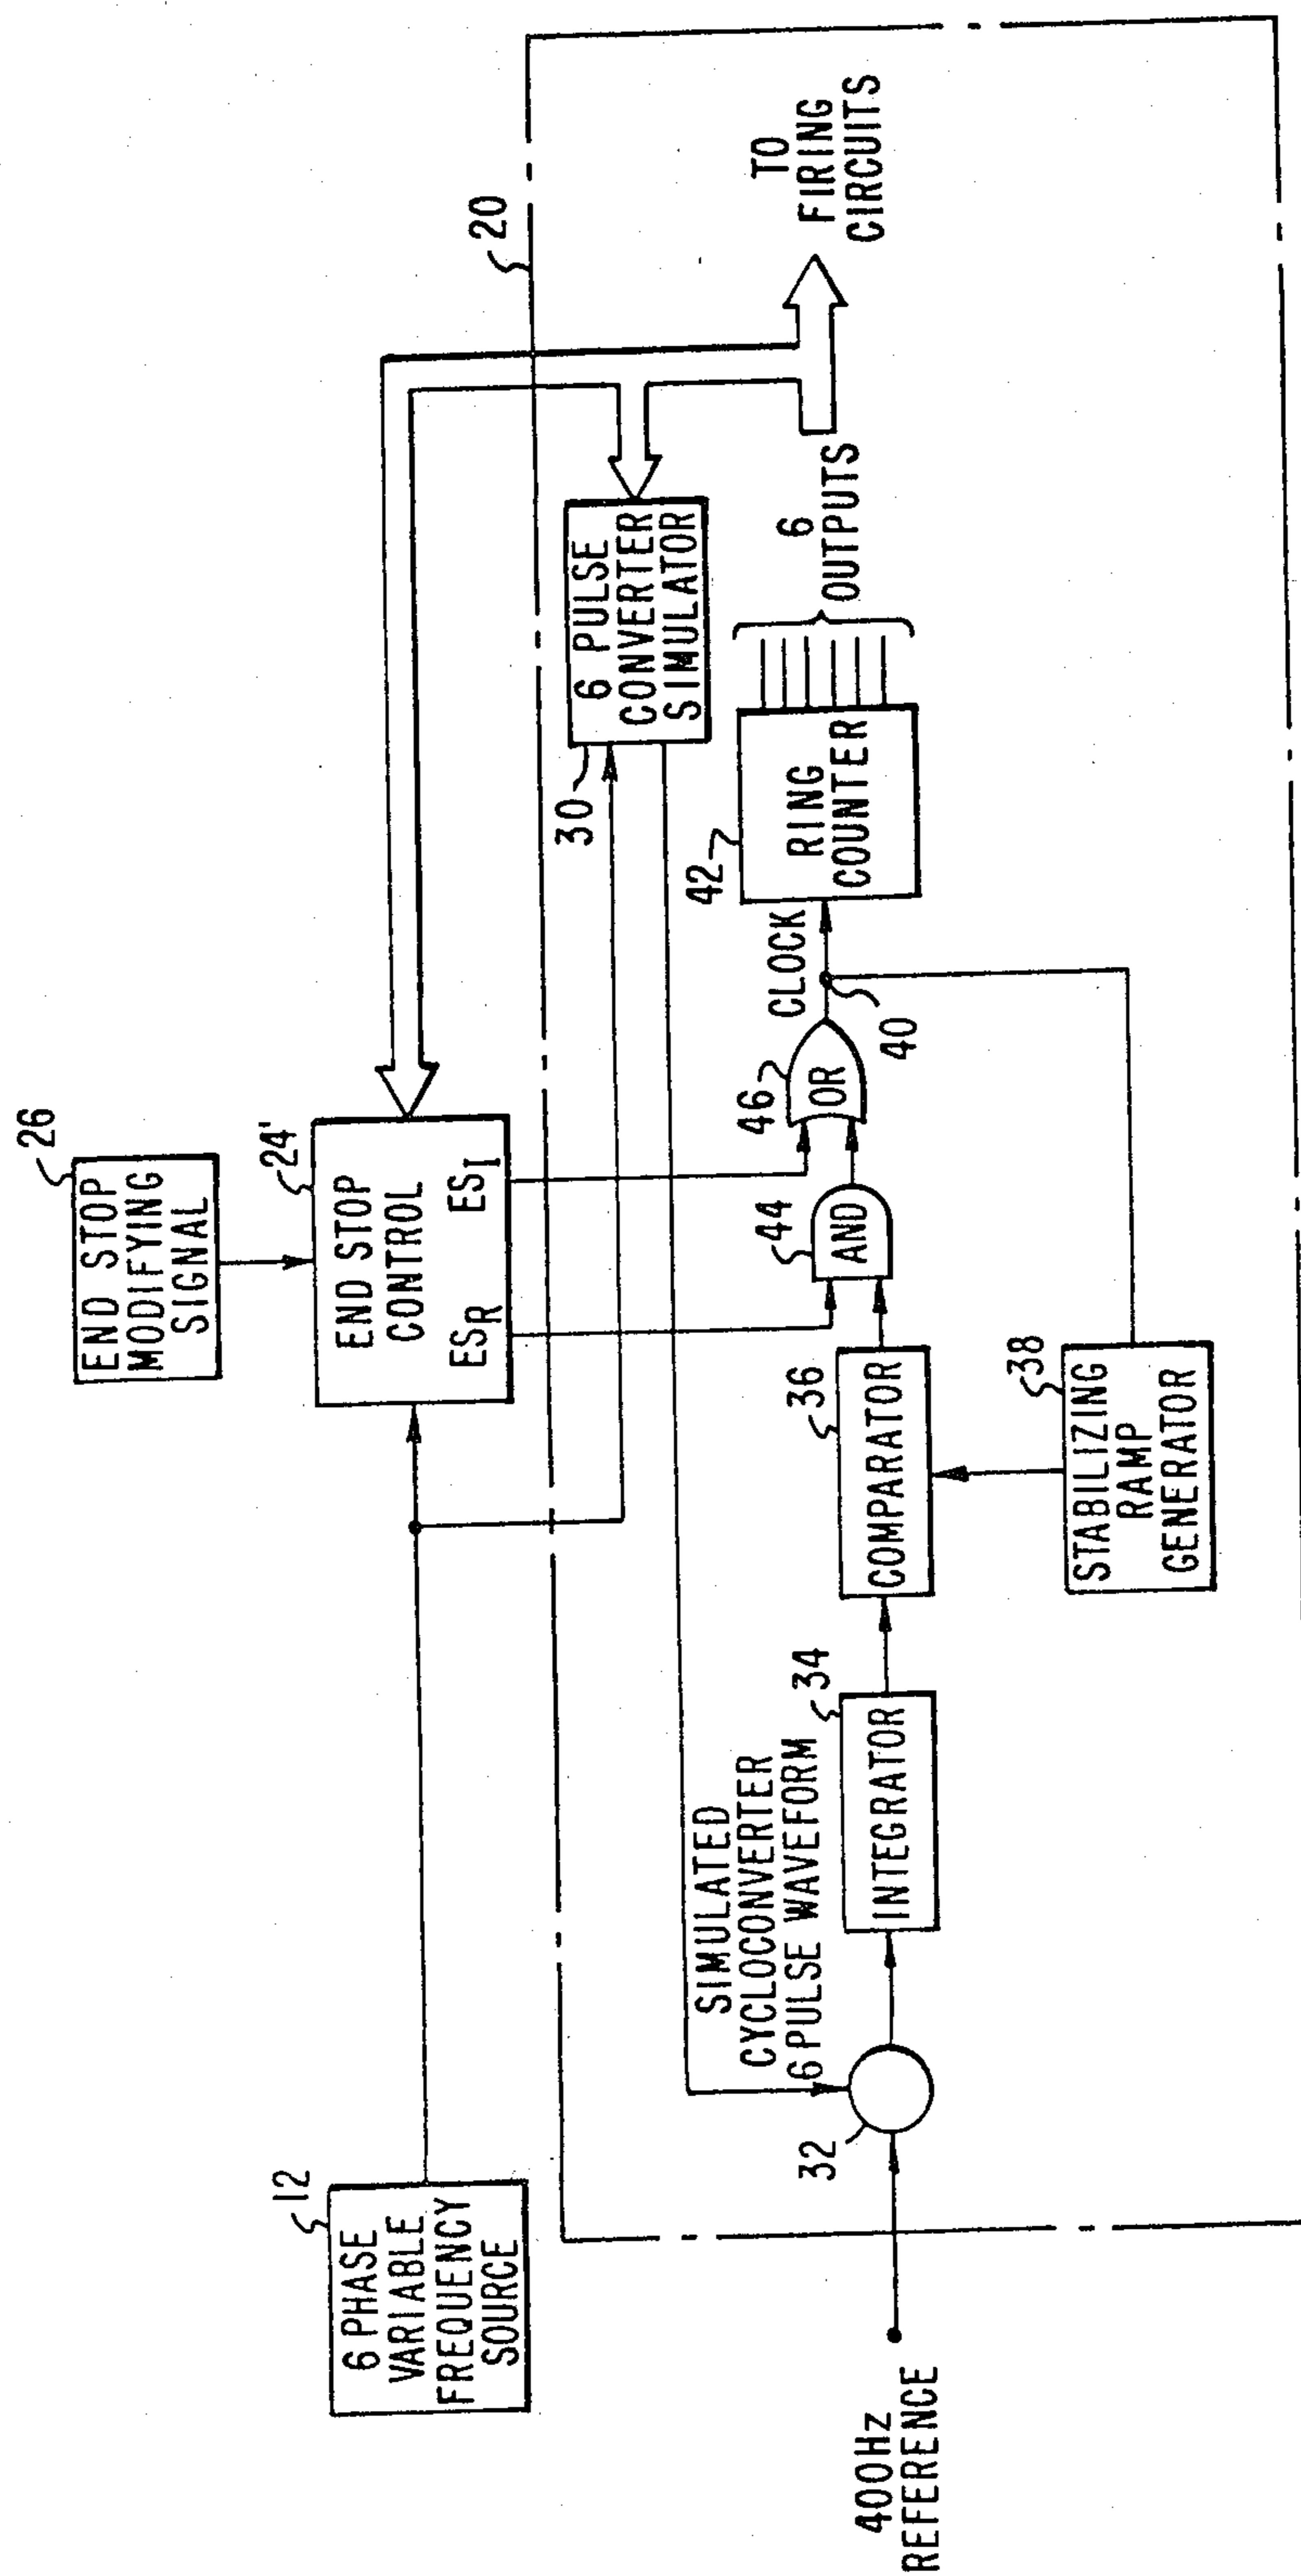 26
END STOP
MODIFYING
SIGNAL
12
6 PHASE
VARIABLE
FREQUENCY
SOURCE
24'
END STOP
CONTROL
ES_R
ES_I
20
30
6 PULSE
CONVERTER
SIMULATOR
TO
FIRING
CIRCUITS
SIMULATED
CYCLOCONVERTER
6 PULSE WAVEFORM
400Hz
REFERENCE
32
34
INTEGRATOR
36
COMPARATOR
44
AND
46
OR
CLOCK
40
42
RING
COUNTER
6
OUTPUTS
38
STABILIZING
RAMP
GENERATOR